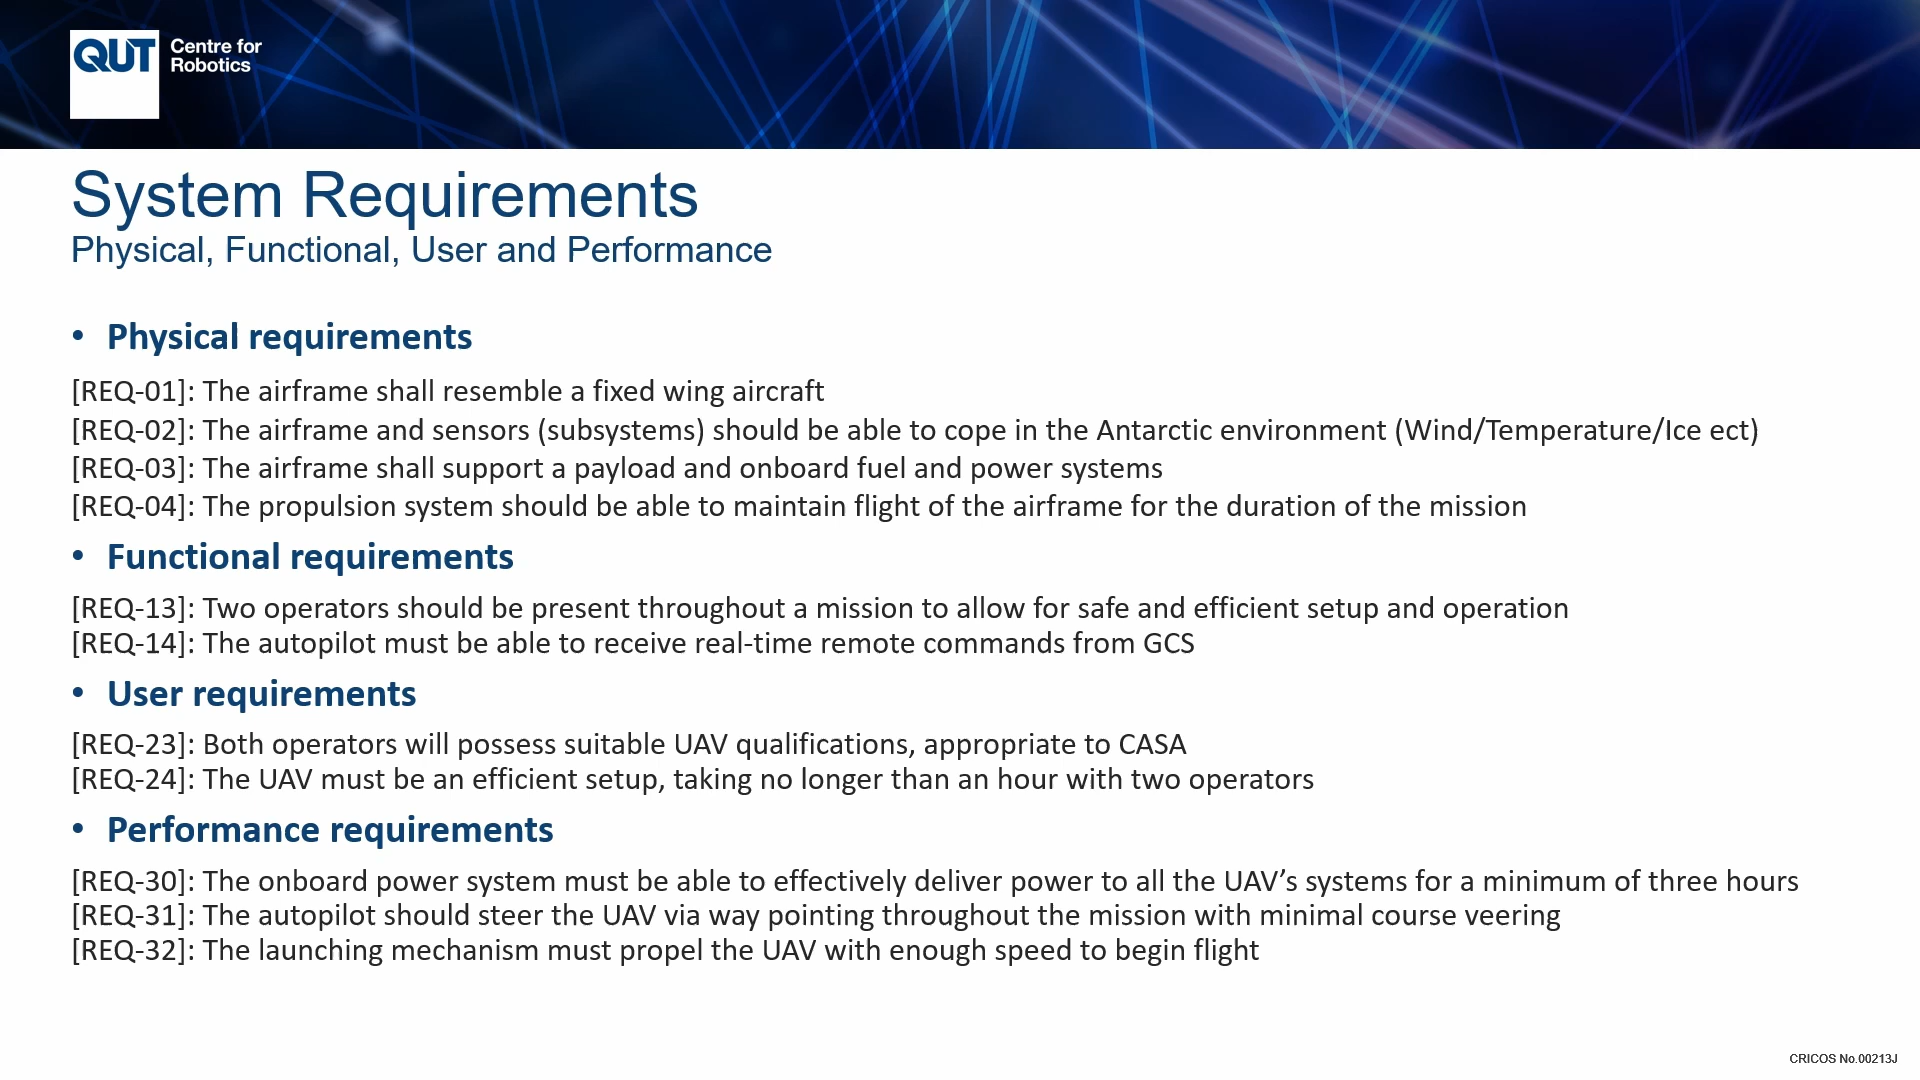 QUT
Centre for
Robotics
System Requirements
Physical, Functional, User and Performance
• Physical requirements
[REQ-01]: The airframe shall resemble a fixed wing aircraft
[REQ-02]: The airframe and sensors (subsystems) should be able to cope in the Antarctic environment (Wind/Temperature/Ice ect)
[REQ-03]: The airframe shall support a payload and onboard fuel and power systems
[REQ-04]: The propulsion system should be able to maintain flight of the airframe for the duration of the mission
• Functional requirements
[REQ-13]: Two operators should be present throughout a mission to allow for safe and efficient setup and operation
[REQ-14]: The autopilot must be able to receive real-time remote commands from GCS
• User requirements
[REQ-23]: Both operators will possess suitable UAV qualifications, appropriate to CASA
[REQ-24]: The UAV must be an efficient setup, taking no longer than an hour with two operators
• Performance requirements
[REQ-30]: The onboard power system must be able to effectively deliver power to all the UAV’s systems for a minimum of three hours
[REQ-31]: The autopilot should steer the UAV via way pointing throughout the mission with minimal course veering
[REQ-32]: The launching mechanism must propel the UAV with enough speed to begin flight
CRICOS No.00213J